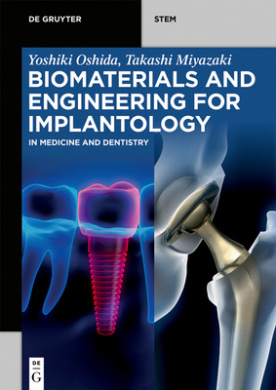 DE GRUYTER
STEM
Yoshiki Oshida, Takashi Miyazaki
BIOMATERIALS AND
ENGINEERING FOR
IMPLANTOLOGY
IN MEDICINE AND DENTISTRY
DE
G